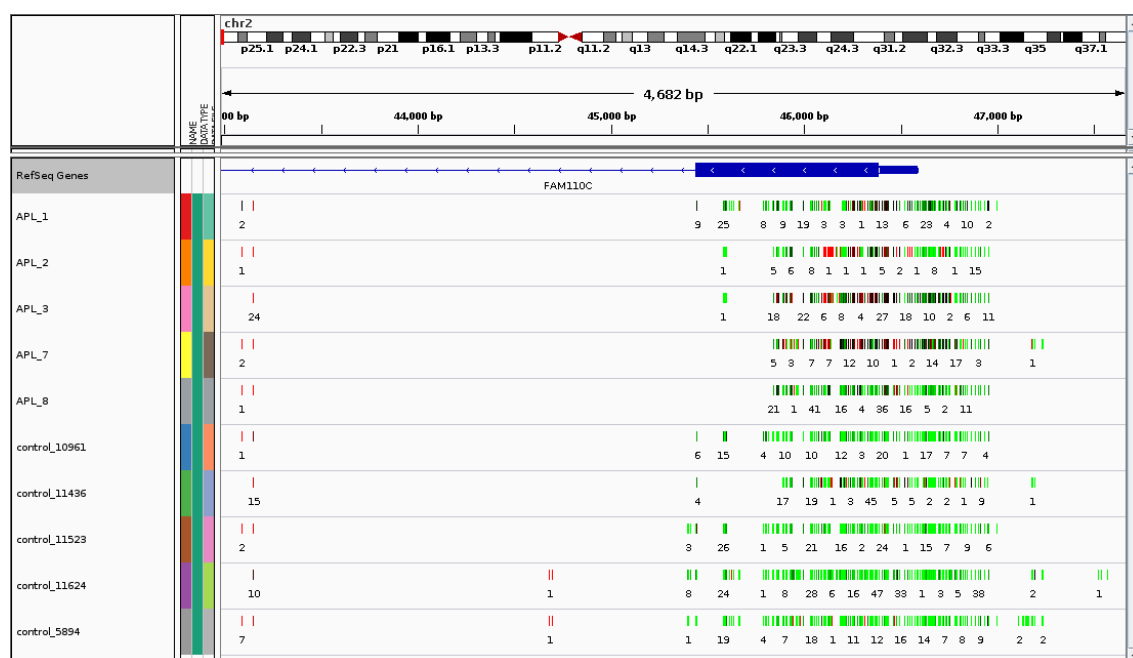 chr2
p25.1 p24.1 p22.3 p21 p16.1 p13.3 p11.2 q11.2 q13 q14.3 q22.1 q23.3 q24.3 q31.2 q32.3 q33.3 q35 q37.1
4,682 bp
00 bp 44,000 bp 45,000 bp 46,000 bp 47,000 bp
NAME
DATA TYPE
DATA FILE
RefSeq Genes
FAM110C
APL_1
2 9 25 8 9 19 3 3 1 13 6 23 4 10 2
APL_2
1 1 5 6 8 1 1 1 5 2 1 8 1 15
APL_3
24 1 18 22 6 8 4 27 18 10 2 6 11
APL_7
2 5 3 7 7 12 10 1 2 14 17 3 1
APL_8
1 21 1 41 16 4 36 16 5 2 11
control_10961
1 6 15 4 10 10 12 3 20 1 17 7 7 4
control_11436
15 4 17 19 1 3 45 5 5 2 2 1 9 1
control_11523
2 3 26 1 5 21 16 2 24 1 15 7 9 6
control_11624
10 1 8 24 1 8 28 6 16 47 33 1 3 5 38 2 1
control_5894
7 1 1 19 4 7 18 1 11 12 16 14 7 8 9 2 2